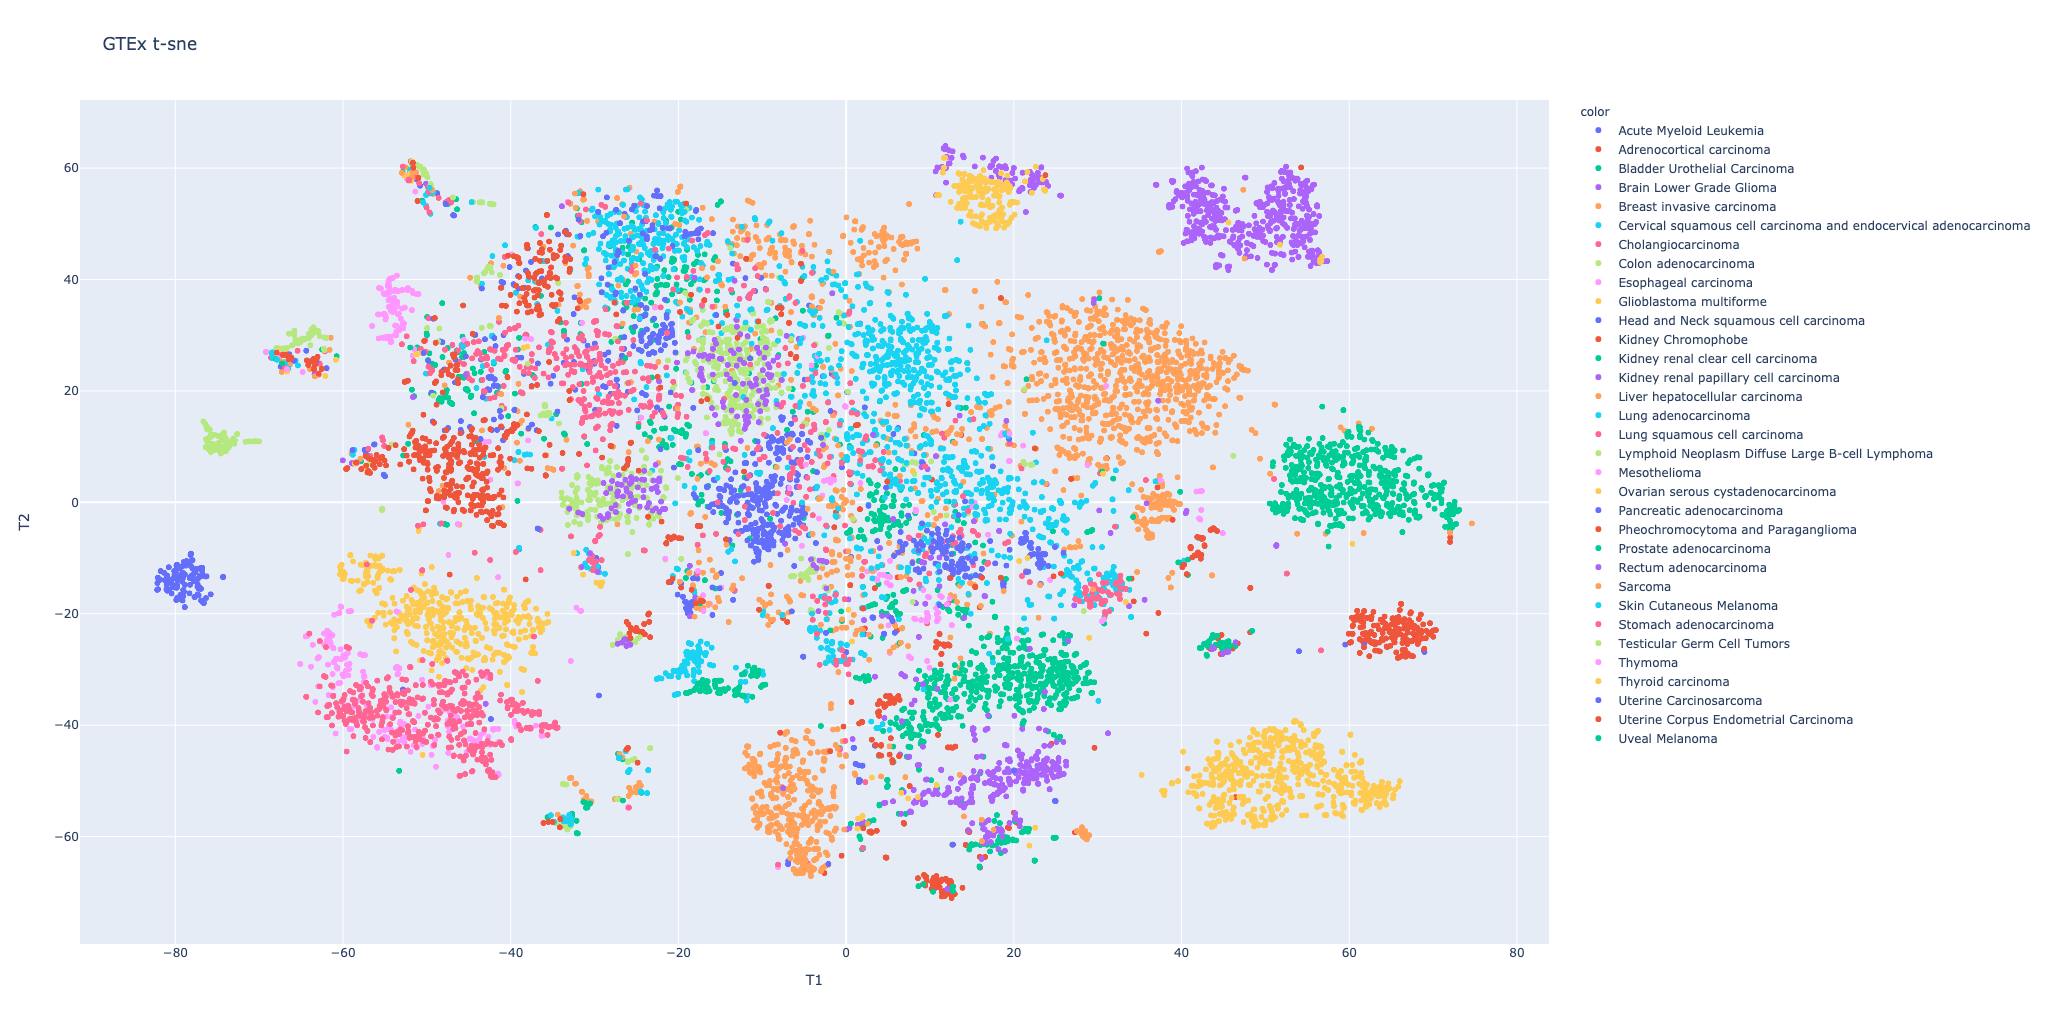 GTEx t-sne
color
Acute Myeloid Leukemia
Adrenocortical carcinoma
Bladder Urothelial Carcinoma
Brain Lower Grade Glioma
Breast invasive carcinoma
Cervical squamous cell carcinoma and endocervical adenocarcinoma
Cholangiocarcinoma
Colon adenocarcinoma
Esophageal carcinoma
Glioblastoma multiforme
Head and Neck squamous cell carcinoma
Kidney Chromophobe
Kidney renal clear cell carcinoma
Kidney renal papillary cell carcinoma
Liver hepatocellular carcinoma
Lung adenocarcinoma
Lung squamous cell carcinoma
Lymphoid Neoplasm Diffuse Large B-cell Lymphoma
Mesothelioma
Ovarian serous cystadenocarcinoma
Pancreatic adenocarcinoma
Pheochromocytoma and Paraganglioma
Prostate adenocarcinoma
Rectum adenocarcinoma
Sarcoma
Skin Cutaneous Melanoma
Stomach adenocarcinoma
Testicular Germ Cell Tumors
Thymoma
Thyroid carcinoma
Uterine Carcinosarcoma
Uterine Corpus Endometrial Carcinoma
Uveal Melanoma
60
40
20
0
−20
−40
−60
T2
−80 −60 −40 −20 0 20 40 60 80
T1